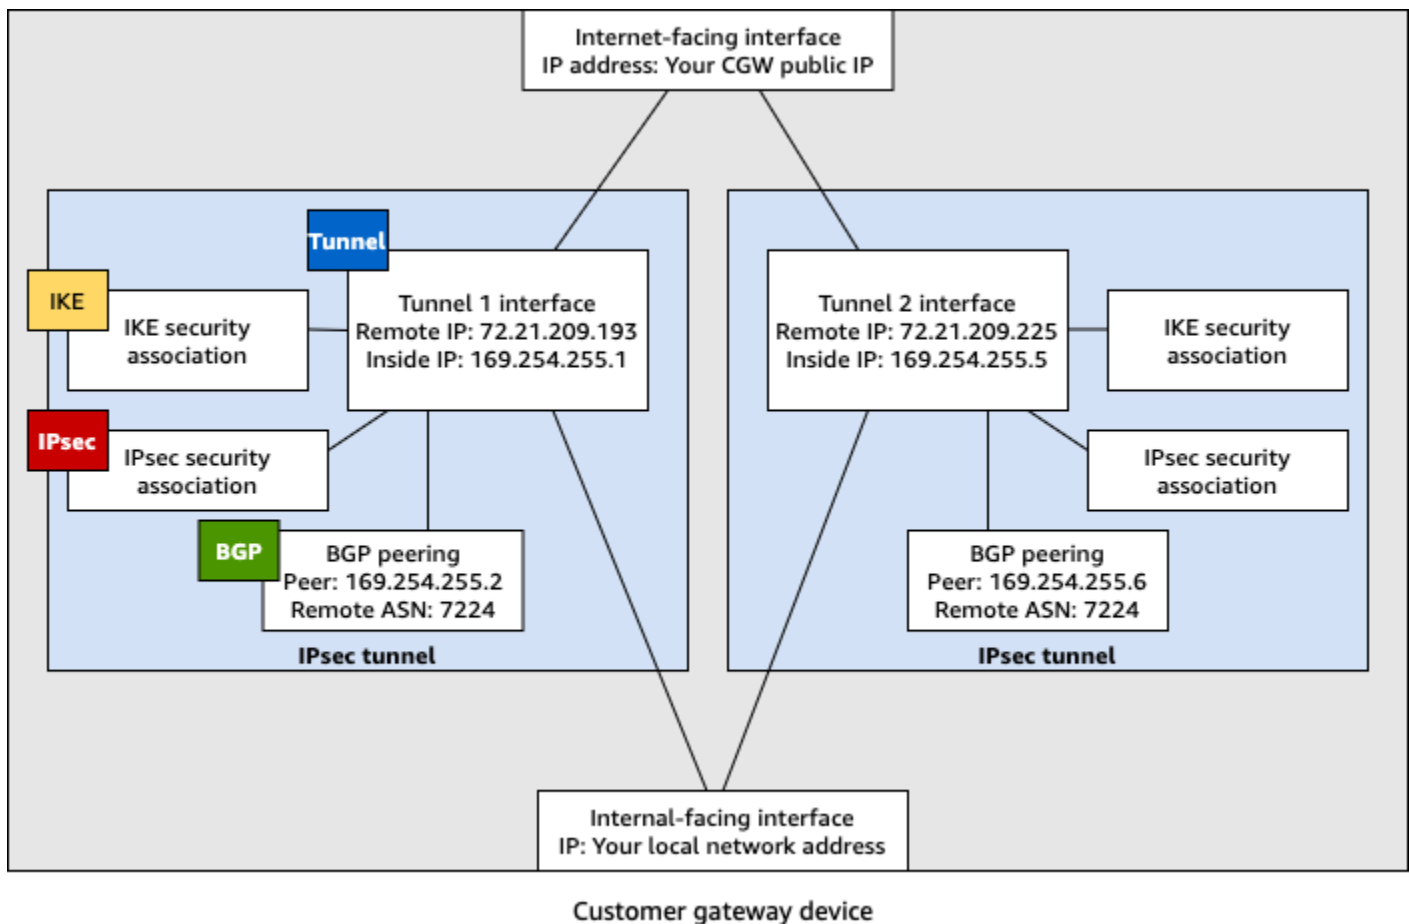 Internet-facing interface
IP address: Your CGW public IP
Tunnel
Tunnel 1 interface
Remote IP: 72.21.209.193
Inside IP: 169.254.255.1
IKE
IKE security
association
IPsec
IPsec security
association
BGP
BGP peering
Peer: 169.254.255.2
Remote ASN: 7224
IPsec tunnel
Tunnel 2 interface
Remote IP: 72.21.209.225
Inside IP: 169.254.255.5
IKE security
association
IPsec security
association
BGP peering
Peer: 169.254.255.6
Remote ASN: 7224
IPsec tunnel
Internal-facing interface
IP: Your local network address
Customer gateway device